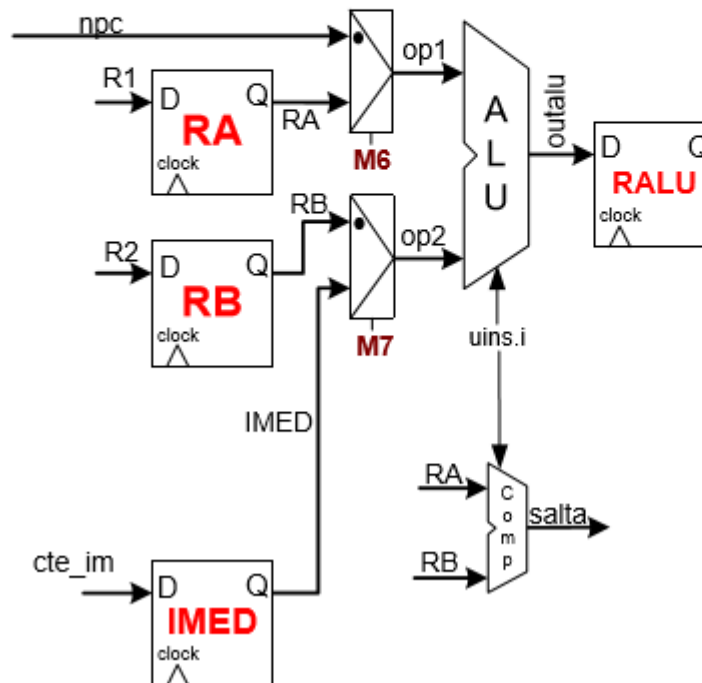 npc
R1
D
Q
RA
clock
RA
M6
op1
A
L
U
outalu
D
Q
RALU
clock
R2
D
Q
RB
clock
RB
M7
op2
uins.i
IMED
RA
RB
C
o
m
p
salta
cte_im
D
Q
IMED
clock